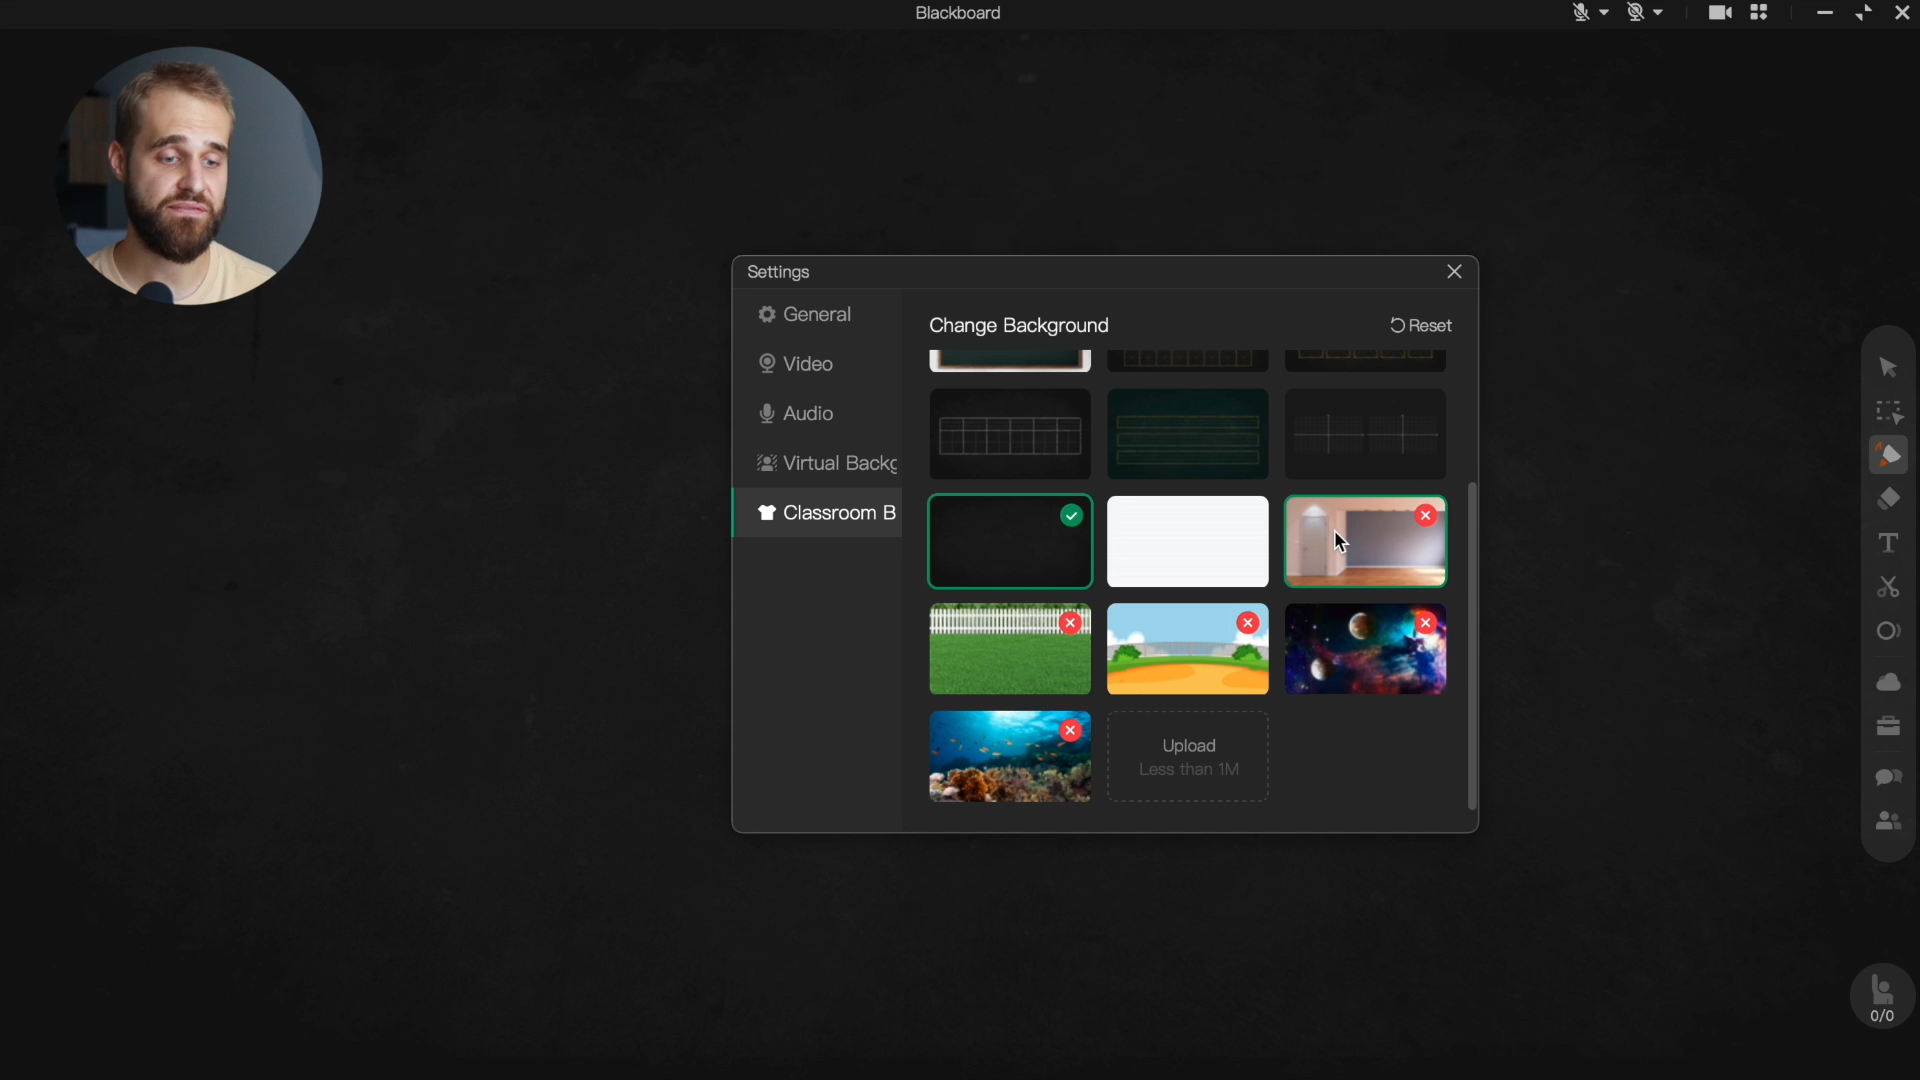 Blackboard
Settings
General
Change Background
Reset
Video
Audio
Virtual Backg
Classroom B
Upload
Less than 1M
0/0